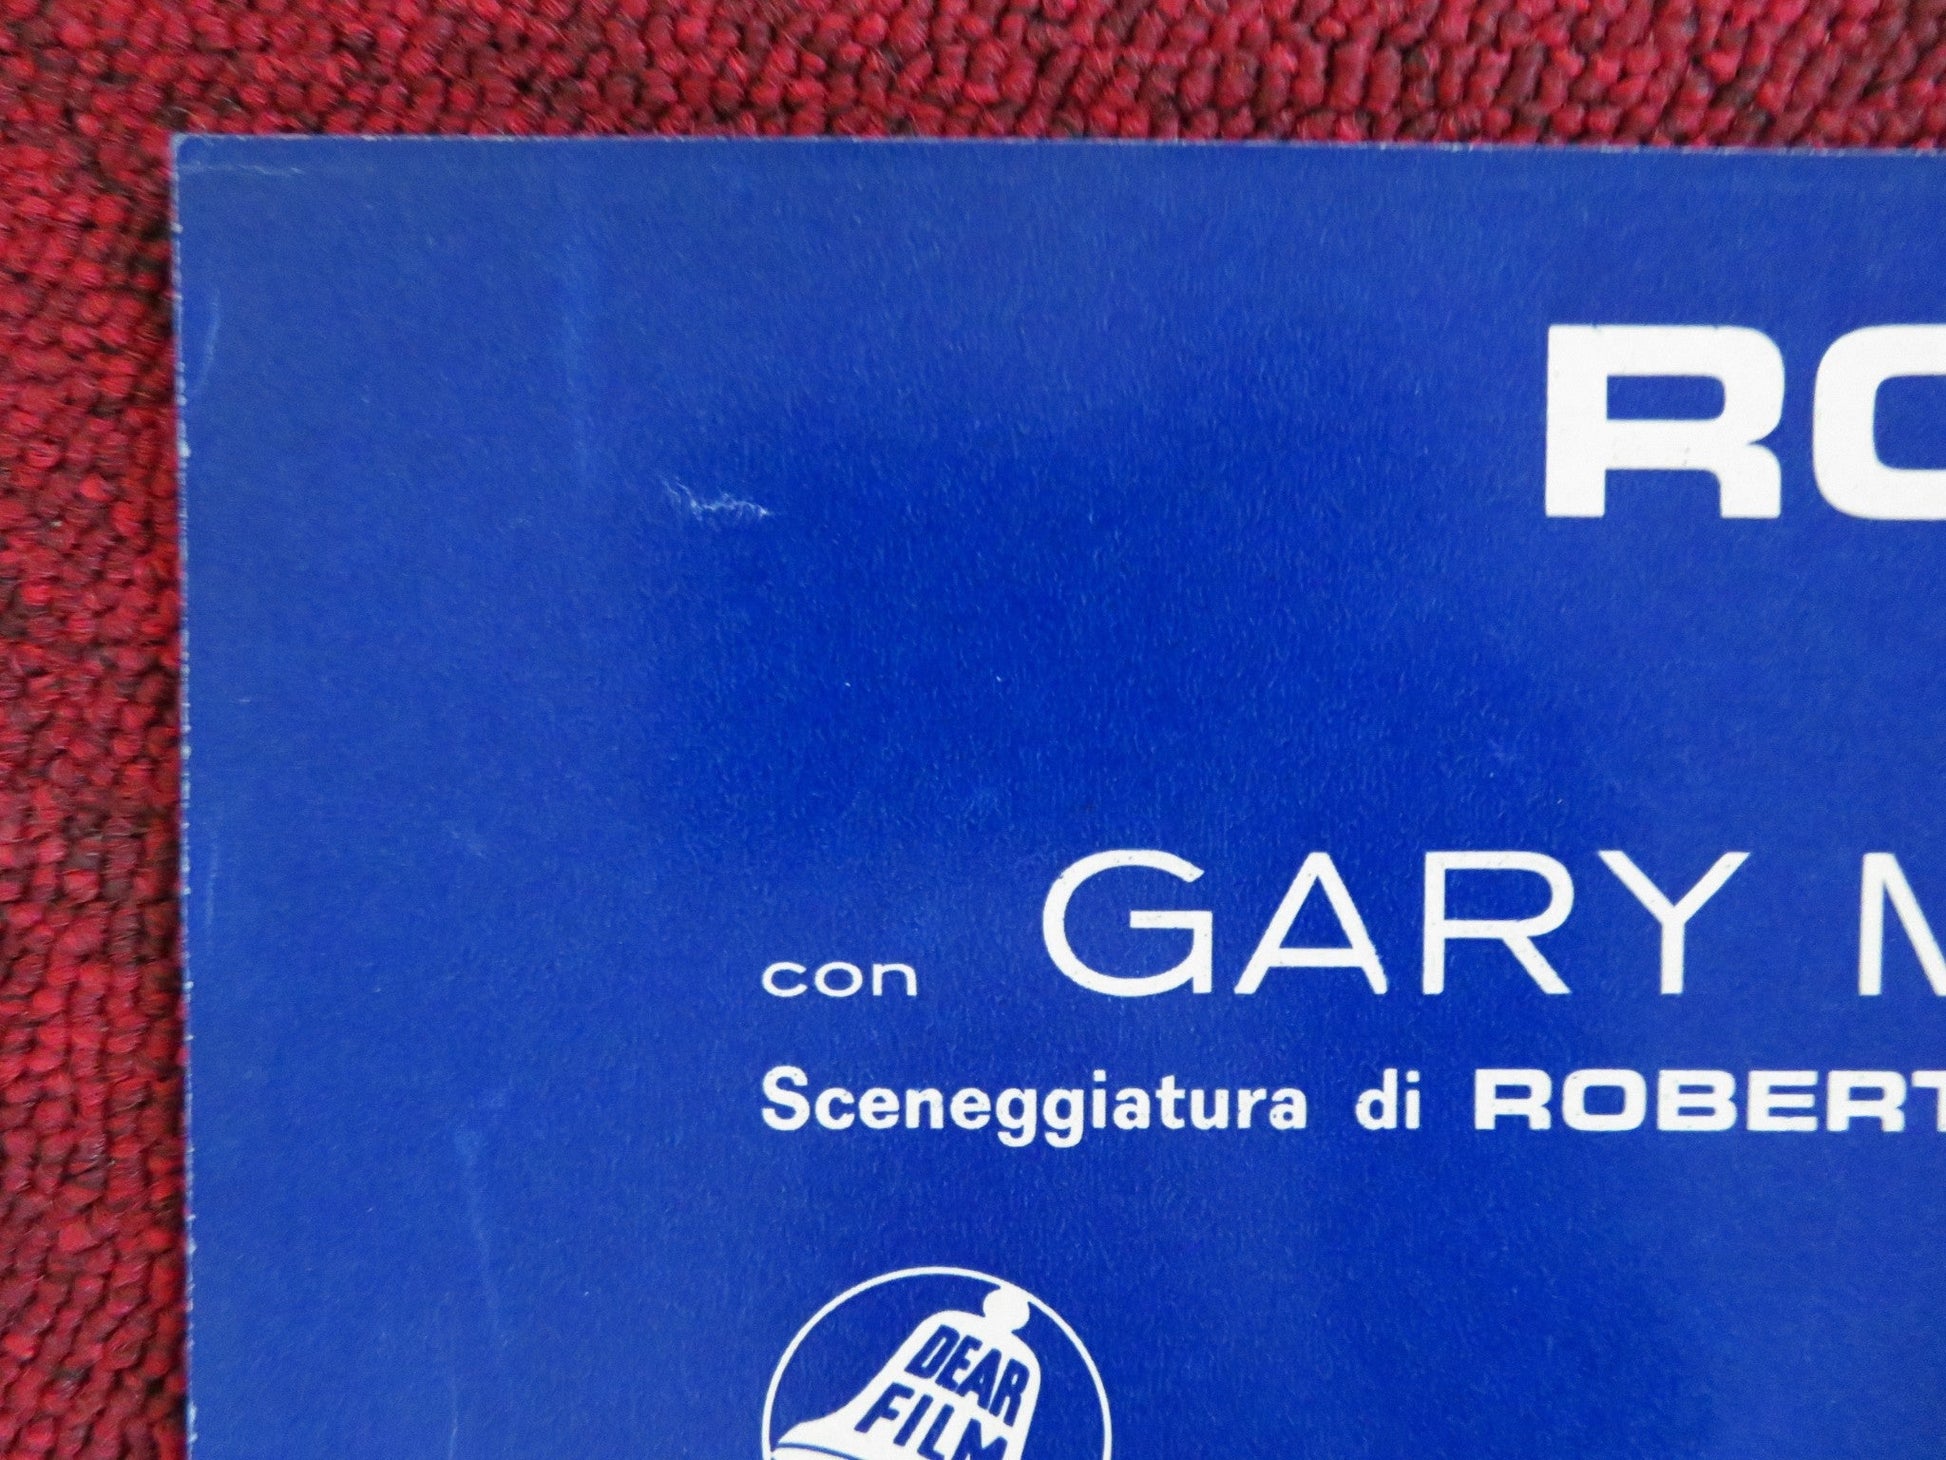 RO
con GARY M
Sceneggiatura di ROBERT
DEAR
FILM